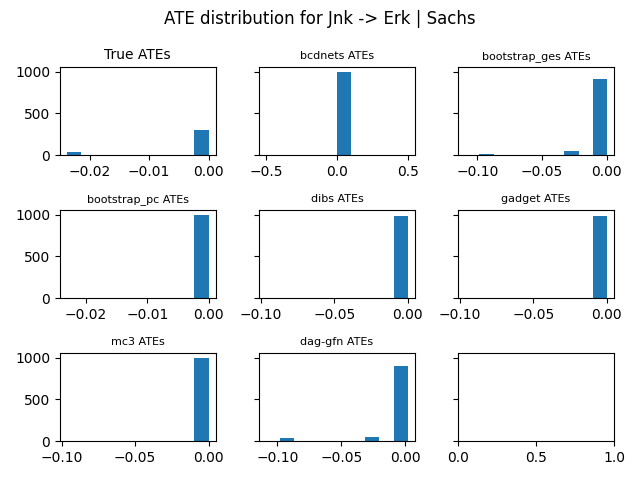 ATE distribution for Jnk -> Erk | Sachs
True ATEs
bcdnets ATEs
bootstrap_ges ATEs
1000
500
0
−0.02 −0.01 0.00
−0.5 0.0 0.5
−0.10 −0.05 0.00
bootstrap_pc ATEs
dibs ATEs
gadget ATEs
1000
500
0
−0.02 −0.01 0.00
−0.10 −0.05 0.00
−0.10 −0.05 0.00
mc3 ATEs
dag-gfn ATEs
1000
500
0
−0.10 −0.05 0.00
−0.10 −0.05 0.00
0.0 0.5 1.0